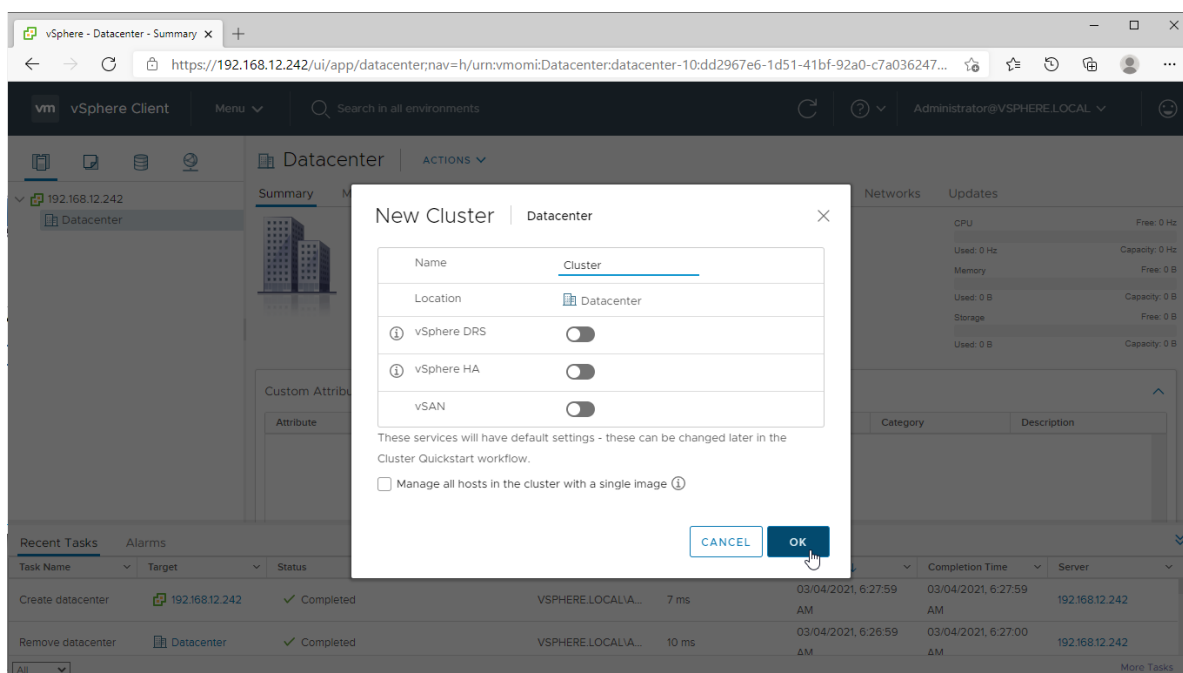 vSphere - Datacenter - Summary
https://192.168.12.242/ui/app/datacenter;nav=h/urn:vmomi:Datacenter:datacenter-10:dd2967e6-1d51-41bf-92a0-c7a036247...
vm vSphere Client Menu Search in all environments Administrator@VSPHERE.LOCAL
Datacenter ACTIONS
192.168.12.242
Datacenter
Summary M Networks Updates
CPU Free: 0 Hz
Used: 0 Hz Capacity: 0 Hz
Memory Free: 0 B
Used: 0 B Capacity: 0 B
Storage Free: 0 B
Used: 0 B Capacity: 0 B
New Cluster Datacenter
Name Cluster
Location Datacenter
vSphere DRS
vSphere HA
vSAN
These services will have default settings - these can be changed later in the
Cluster Quickstart workflow.
Manage all hosts in the cluster with a single image
CANCEL OK
Custom Attribu
Attribute Category Description
Recent Tasks Alarms
Task Name Target Status Completion Time Server
Create datacenter 192.168.12.242 Completed VSPHERE.LOCAL\A... 7 ms 03/04/2021, 6:27:59 AM 03/04/2021, 6:27:59 AM 192.168.12.242
Remove datacenter Datacenter Completed VSPHERE.LOCAL\A... 10 ms 03/04/2021, 6:26:59 AM 03/04/2021, 6:27:00 AM 192.168.12.242
All More Tasks